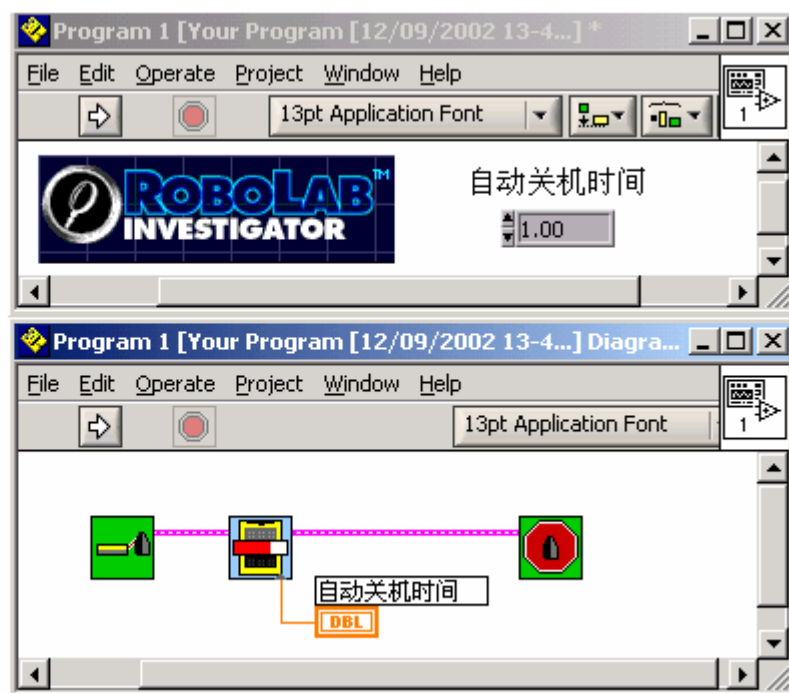 Program 1 [Your Program [12/09/2002 13-4...] *
File Edit Operate Project Window Help
13pt Application Font
1
ROBOLAB™
INVESTIGATOR
自动关机时间
1.00
Program 1 [Your Program [12/09/2002 13-4...] Diagra...
File Edit Operate Project Window Help
13pt Application Font
1
自动关机时间
DBL